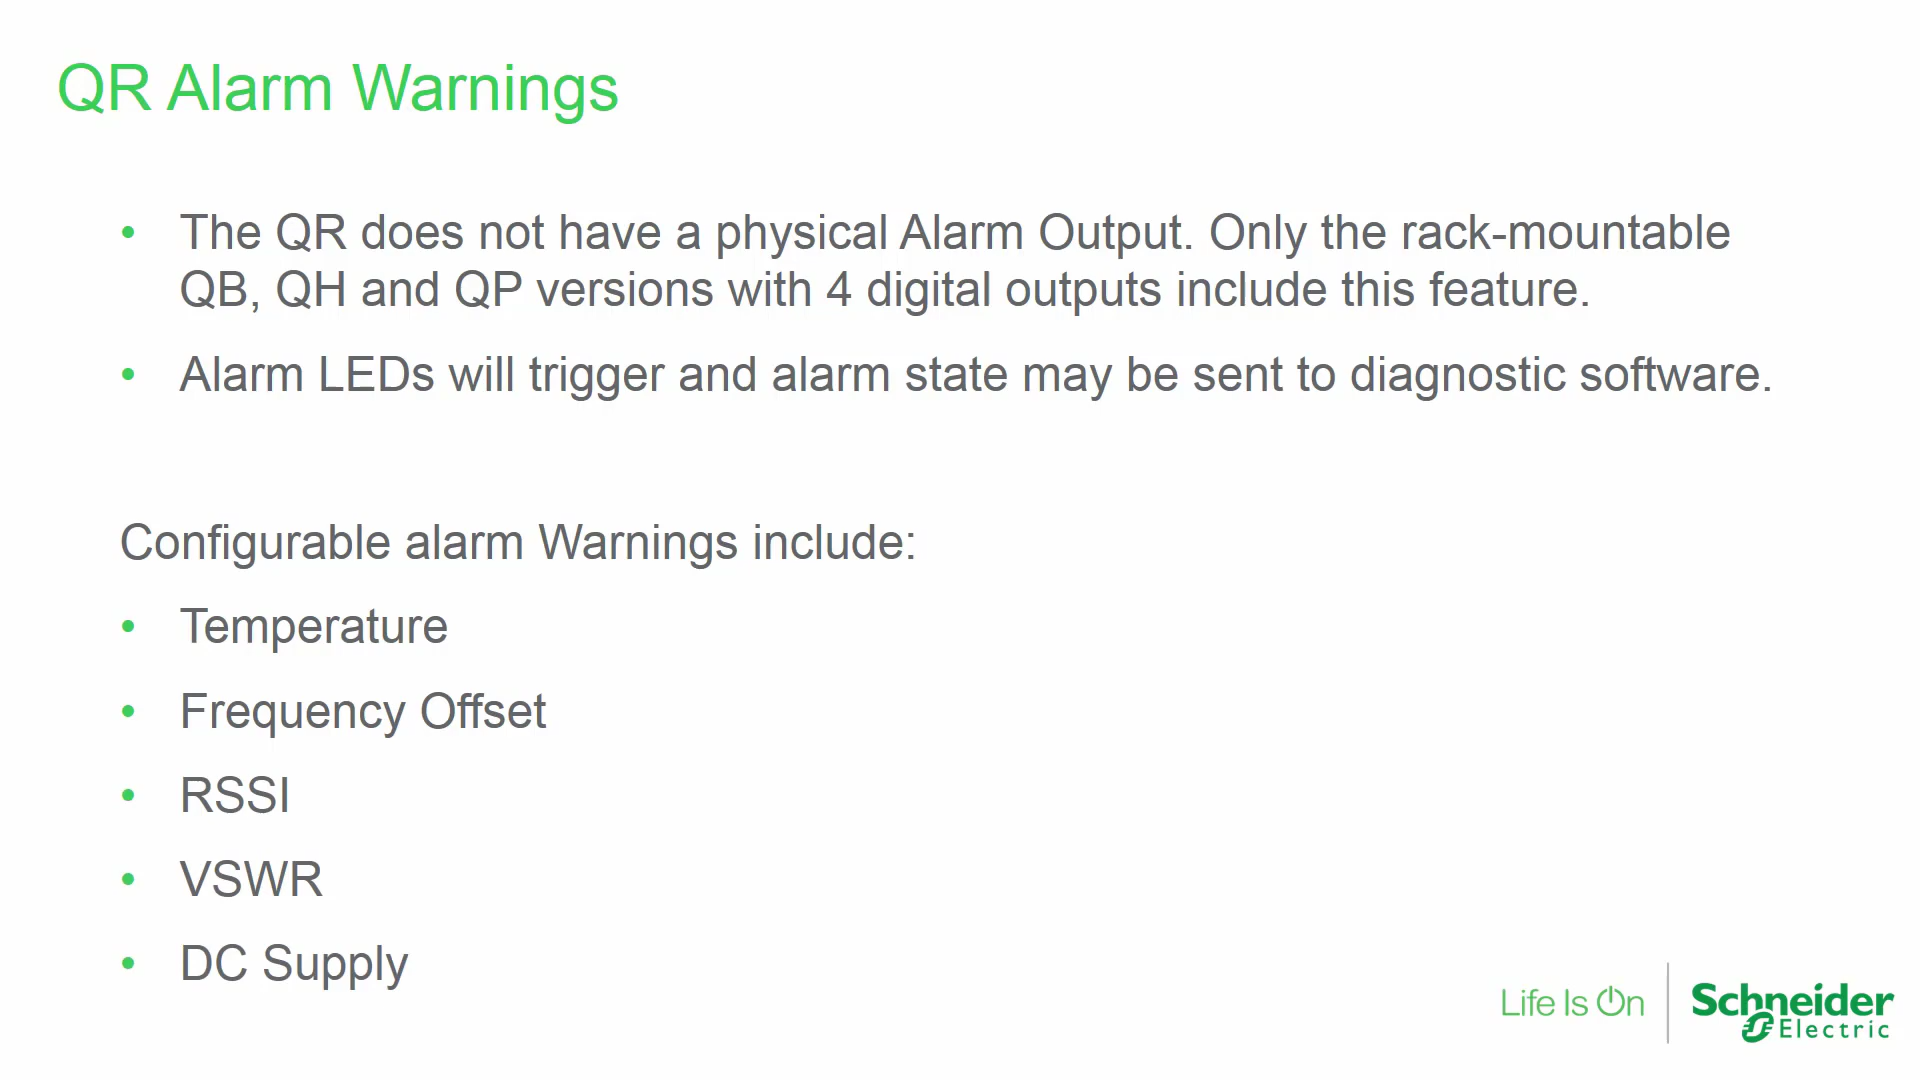 QR Alarm Warnings
• The QR does not have a physical Alarm Output. Only the rack-mountable
QB, QH and QP versions with 4 digital outputs include this feature.
• Alarm LEDs will trigger and alarm state may be sent to diagnostic software.
Configurable alarm Warnings include:
• Temperature
• Frequency Offset
• RSSI
• VSWR
• DC Supply
Life Is On
Schneider
Electric